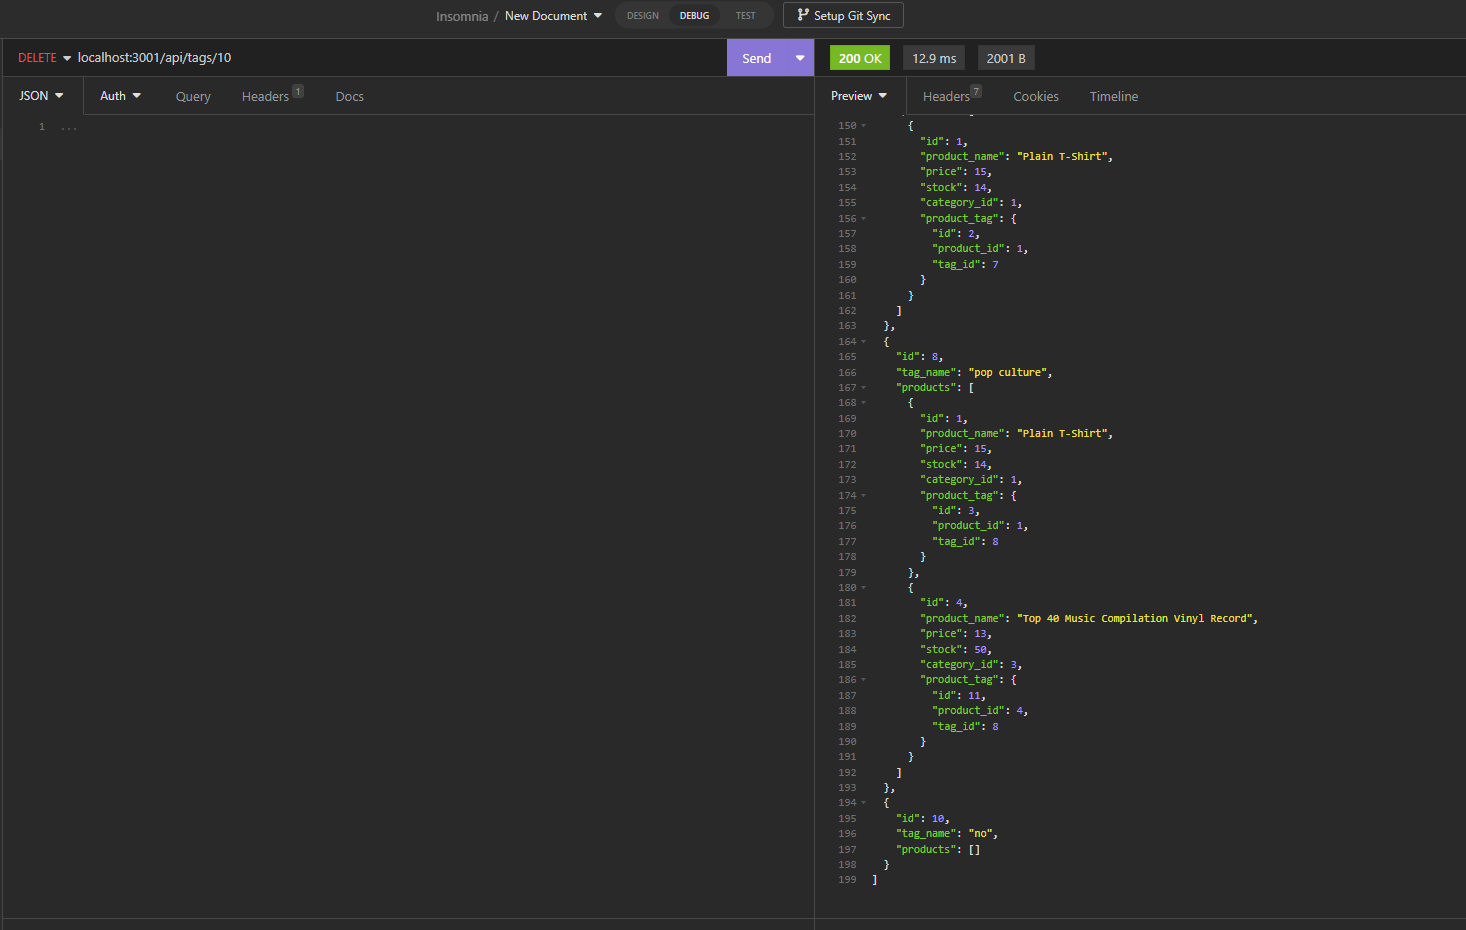 Insomnia / New Document DESIGN DEBUG TEST Setup Git Sync
DELETE localhost:3001/api/tags/10 Send 200 OK 12.9 ms 2001 B
JSON Auth Query Headers 1 Docs
Preview Headers 7 Cookies Timeline
1 ...
150 {
151 "id": 1,
152 "product_name": "Plain T-Shirt",
153 "price": 15,
154 "stock": 14,
155 "category_id": 1,
156 "product_tag": {
157 "id": 2,
158 "product_id": 1,
159 "tag_id": 7
160 }
161 }
162 ]
163 },
164 {
165 "id": 8,
166 "tag_name": "pop culture",
167 "products": [
168 {
169 "id": 1,
170 "product_name": "Plain T-Shirt",
171 "price": 15,
172 "stock": 14,
173 "category_id": 1,
174 "product_tag": {
175 "id": 3,
176 "product_id": 1,
177 "tag_id": 8
178 }
179 },
180 {
181 "id": 4,
182 "product_name": "Top 40 Music Compilation Vinyl Record",
183 "price": 13,
184 "stock": 50,
185 "category_id": 3,
186 "product_tag": {
187 "id": 11,
188 "product_id": 4,
189 "tag_id": 8
190 }
191 }
192 ]
193 },
194 {
195 "id": 10,
196 "tag_name": "no",
197 "products": []
198 }
199 ]